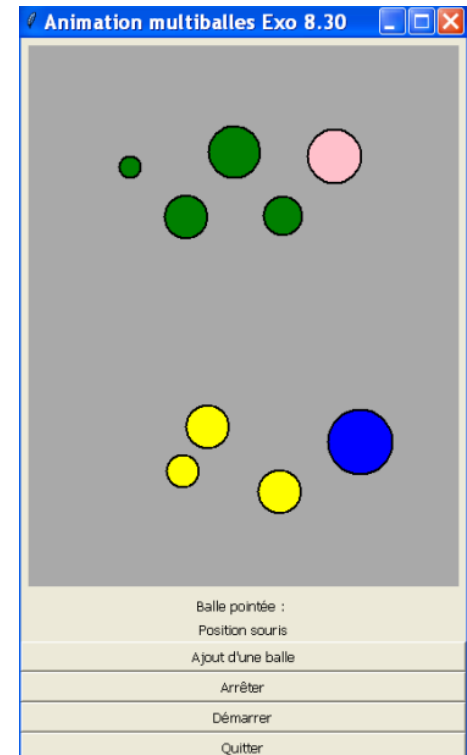 Animation multiballes Exo 8.30
Balle pointée :
Position souris
Ajout d'une balle
Arrêter
Démarrer
Quitter